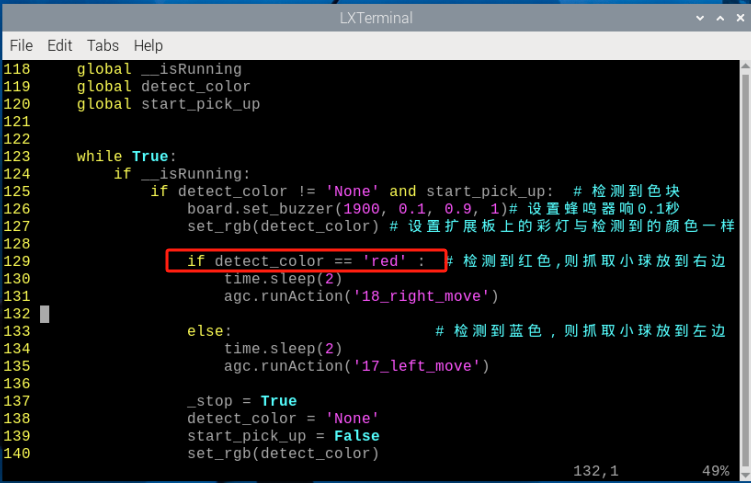 LXTerminal
File Edit Tabs Help
118     global __isRunning
119     global detect_color
120     global start_pick_up
121
122
123     while True:
124         if __isRunning:
125             if detect_color != 'None' and start_pick_up:  # 检测到色块
126                 board.set_buzzer(1900, 0.1, 0.9, 1)# 设置蜂鸣器响0.1秒
127                 set_rgb(detect_color) # 设置扩展板上的彩灯与检测到的颜色一样
128
129                 if detect_color == 'red' :  # 检测到红色,则抓取小球放到右边
130                     time.sleep(2)
131                     agc.runAction('18_right_move')
132
133                 else:                      # 检测到蓝色，则抓取小球放到左边
134                     time.sleep(2)
135                     agc.runAction('17_left_move')
136
137                 _stop = True
138                 detect_color = 'None'
139                 start_pick_up = False
140                 set_rgb(detect_color)
132,1 49%